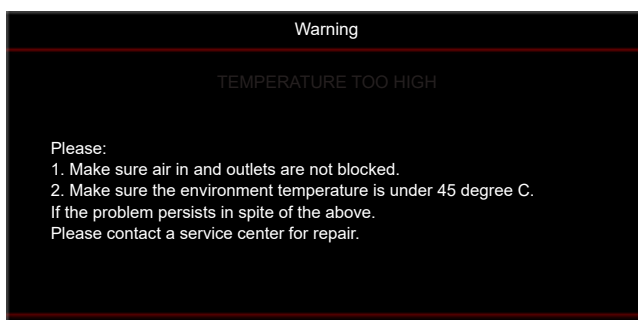 Warning
TEMPERATURE TOO HIGH
Please:
1. Make sure air in and outlets are not blocked.
2. Make sure the environment temperature is under 45 degree C.
If the problem persists in spite of the above.
Please contact a service center for repair.